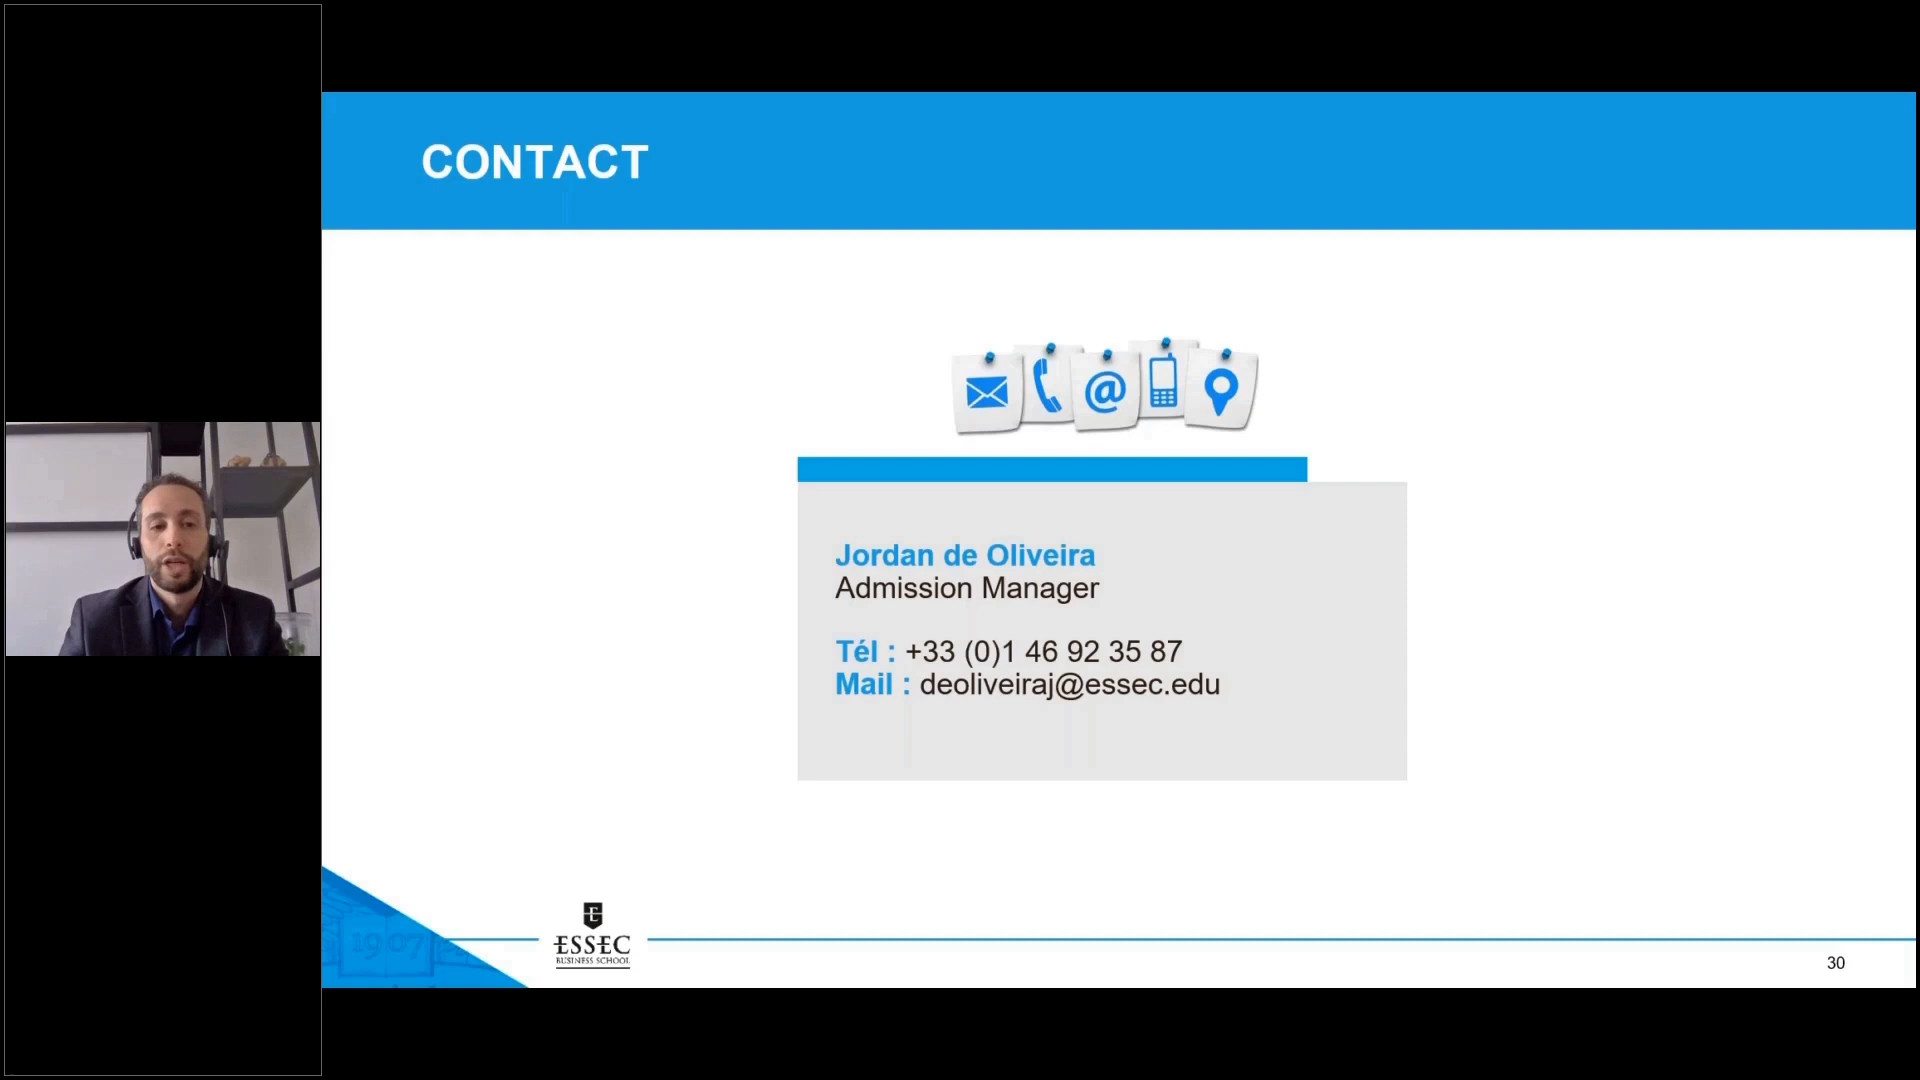 CONTACT
@
Jordan de Oliveira
Admission Manager
Tél : +33 (0)1 46 92 35 87
Mail : deoliveiraj@essec.edu
1907
E
ESSEC
BUSINESS SCHOOL
30